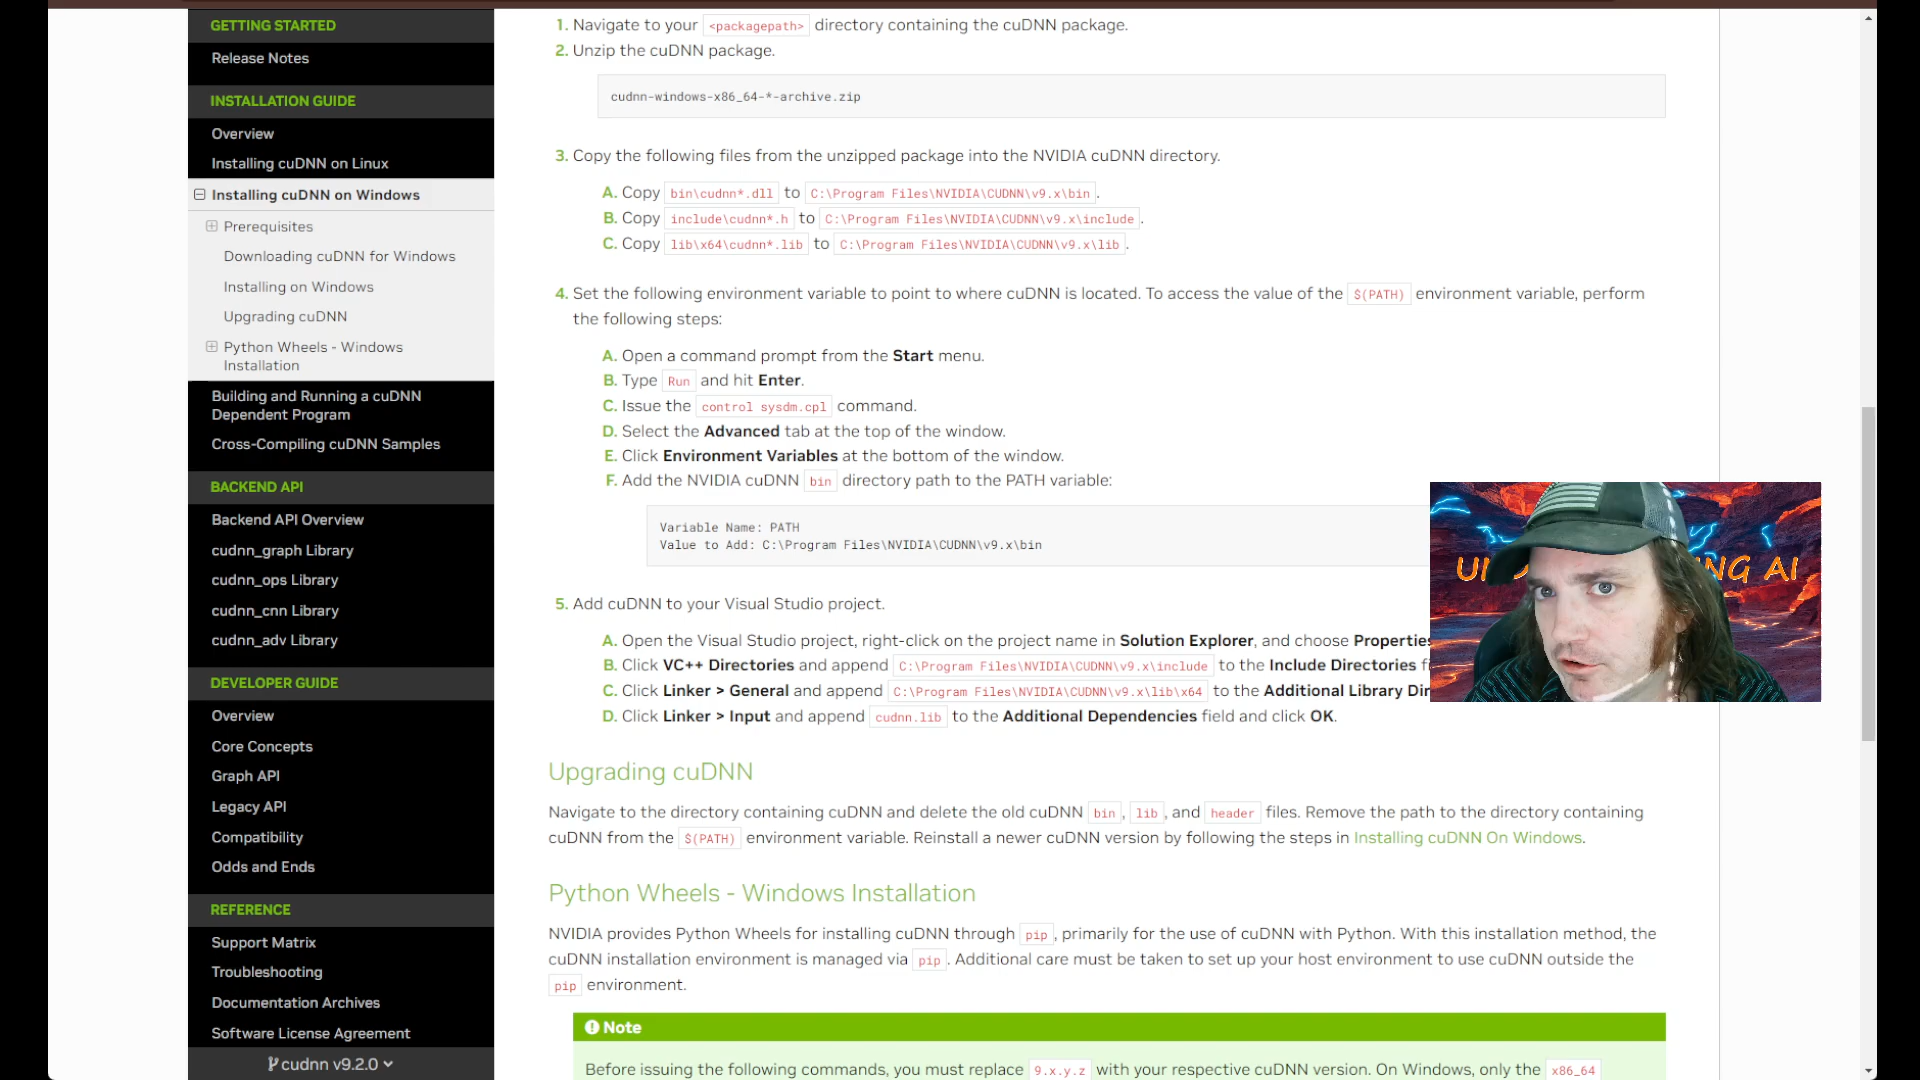 GETTING STARTED
Release Notes
INSTALLATION GUIDE
Overview
Installing cuDNN on Linux
Installing cuDNN on Windows
Prerequisites
Downloading cuDNN for Windows
Installing on Windows
Upgrading cuDNN
Python Wheels - Windows
Installation
Building and Running a cuDNN
Dependent Program
Cross-Compiling cuDNN Samples
BACKEND API
Backend API Overview
cudnn_graph Library
cudnn_ops Library
cudnn_cnn Library
cudnn_adv Library
DEVELOPER GUIDE
Overview
Core Concepts
Graph API
Legacy API
Compatibility
Odds and Ends
REFERENCE
Support Matrix
Troubleshooting
Documentation Archives
Software License Agreement
cudnn v9.2.0
1. Navigate to your <packagepath> directory containing the cuDNN package.
2. Unzip the cuDNN package.
cudnn-windows-x86_64-*-archive.zip
3. Copy the following files from the unzipped package into the NVIDIA cuDNN directory.
A. Copy bin\cudnn*.dll to C:\Program Files\NVIDIA\CUDNN\v9.x\bin.
B. Copy include\cudnn*.h to C:\Program Files\NVIDIA\CUDNN\v9.x\include.
C. Copy lib\x64\cudnn*.lib to C:\Program Files\NVIDIA\CUDNN\v9.x\lib.
4. Set the following environment variable to point to where cuDNN is located. To access the value of the $(PATH) environment variable, perform
the following steps:
A. Open a command prompt from the Start menu.
B. Type Run and hit Enter.
C. Issue the control sysdm.cpl command.
D. Select the Advanced tab at the top of the window.
E. Click Environment Variables at the bottom of the window.
F. Add the NVIDIA cuDNN bin directory path to the PATH variable:
Variable Name: PATH
Value to Add: C:\Program Files\NVIDIA\CUDNN\v9.x\bin
5. Add cuDNN to your Visual Studio project.
A. Open the Visual Studio project, right-click on the project name in Solution Explorer, and choose Properties
B. Click VC++ Directories and append C:\Program Files\NVIDIA\CUDNN\v9.x\include to the Include Directories
C. Click Linker > General and append C:\Program Files\NVIDIA\CUDNN\v9.x\lib\x64 to the Additional Library
D. Click Linker > Input and append cudnn.lib to the Additional Dependencies field and click OK.
AI
Upgrading cuDNN
Navigate to the directory containing cuDNN and delete the old cuDNN bin, lib, and header files. Remove the path to the directory containing
cuDNN from the $(PATH) environment variable. Reinstall a newer cuDNN version by following the steps in Installing cuDNN On Windows.
Python Wheels - Windows Installation
NVIDIA provides Python Wheels for installing cuDNN through pip, primarily for the use of cuDNN with Python. With this installation method, the
cuDNN installation environment is managed via pip. Additional care must be taken to set up your host environment to use cuDNN outside the
pip environment.
Note
Before issuing the following commands, you must replace 9.x.y.z with your respective cuDNN version. On Windows, only the x86_64